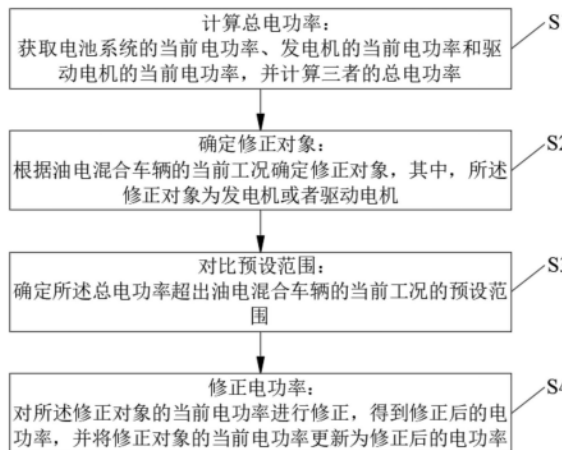 计算总电功率：
S
获取电池系统的当前电功率、发电机的当前电功率和驱
动电机的当前电功率，并计算三者的总电功率
确定修正对象：
S2
根据油电混合车辆的当前工况确定修正对象，其中，所述
修正对象为发电机或者驱动电机
对比预设范围：
S3
确定所述总电功率超出油电混合车辆的当前工况的预设范
围
修正电功率：
S4
对所述修正对象的当前电功率进行修正，得到修正后的电
功率，并将修正对象的当前电功率更新为修正后的电功率